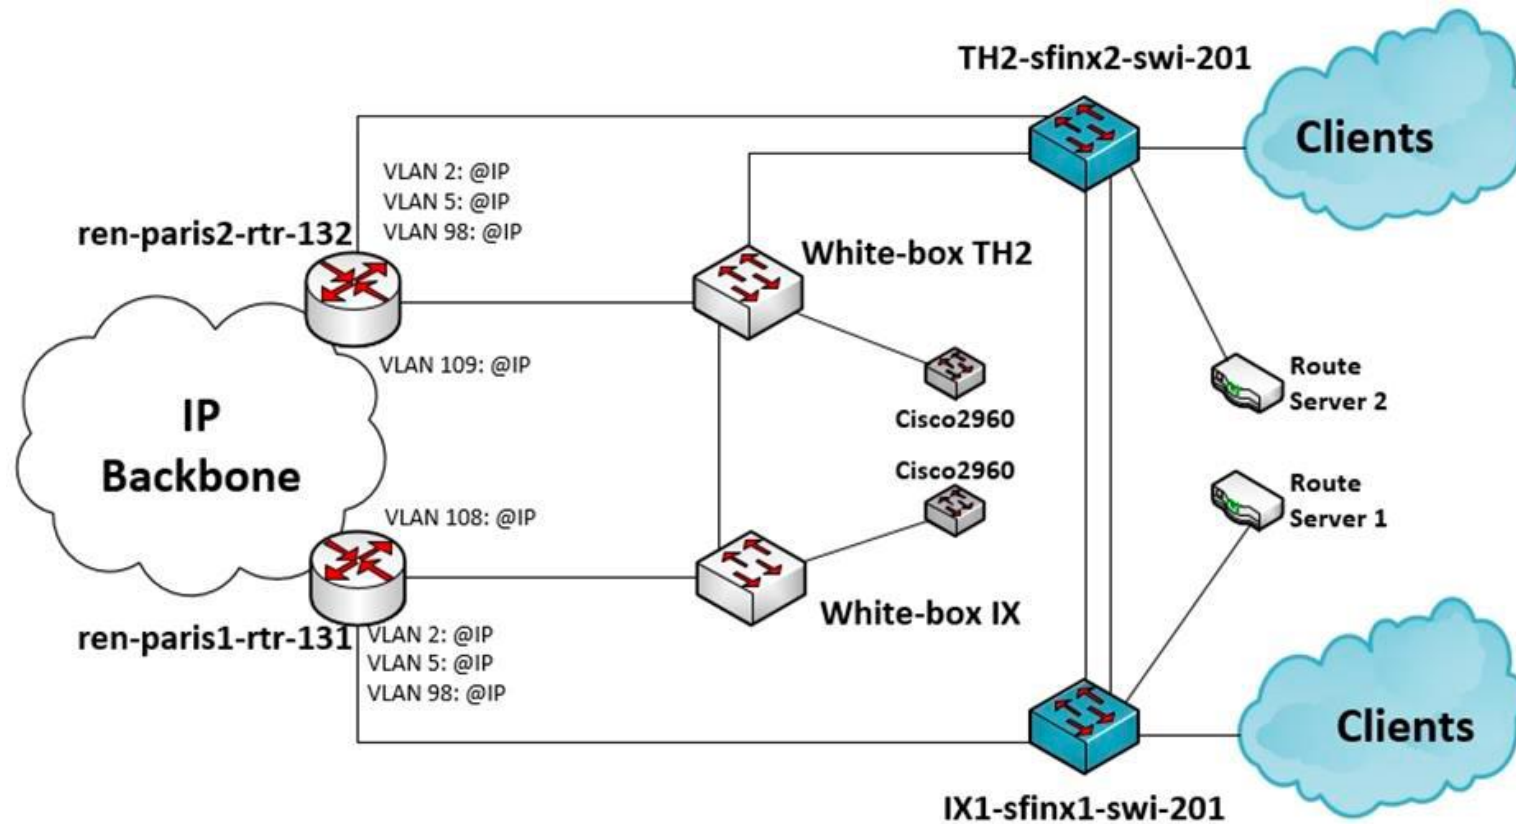 TH2-sfinx2-swi-201
Clients
VLAN 2: @IP
VLAN 5: @IP
VLAN 98: @IP
ren-paris2-rtr-132
White-box TH2
VLAN 109: @IP
Route
Server 2
IP
Backbone
Cisco2960
Cisco2960
Route
Server 1
VLAN 108: @IP
White-box IX
ren-paris1-rtr-131
VLAN 2: @IP
VLAN 5: @IP
VLAN 98: @IP
Clients
IX1-sfinx1-swi-201